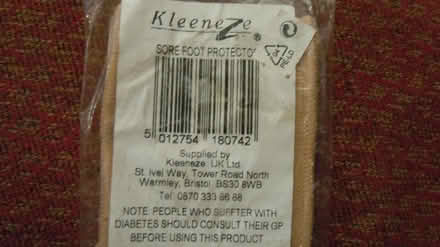 Kleeneze ®
SORE FOOT PROTECTO
5 012754 180742
Supplied by
Kleeneze UK Ltd.
St. Ivel Way, Tower Road North
Warmley, Bristol. BS30 8WB
Tel: 0870 333 66 88
NOTE: PEOPLE WHO SUFFTER WITH
DIABETES SHOULD CONSULT THEIR GP
BEFORE USING THIS PRODUCT